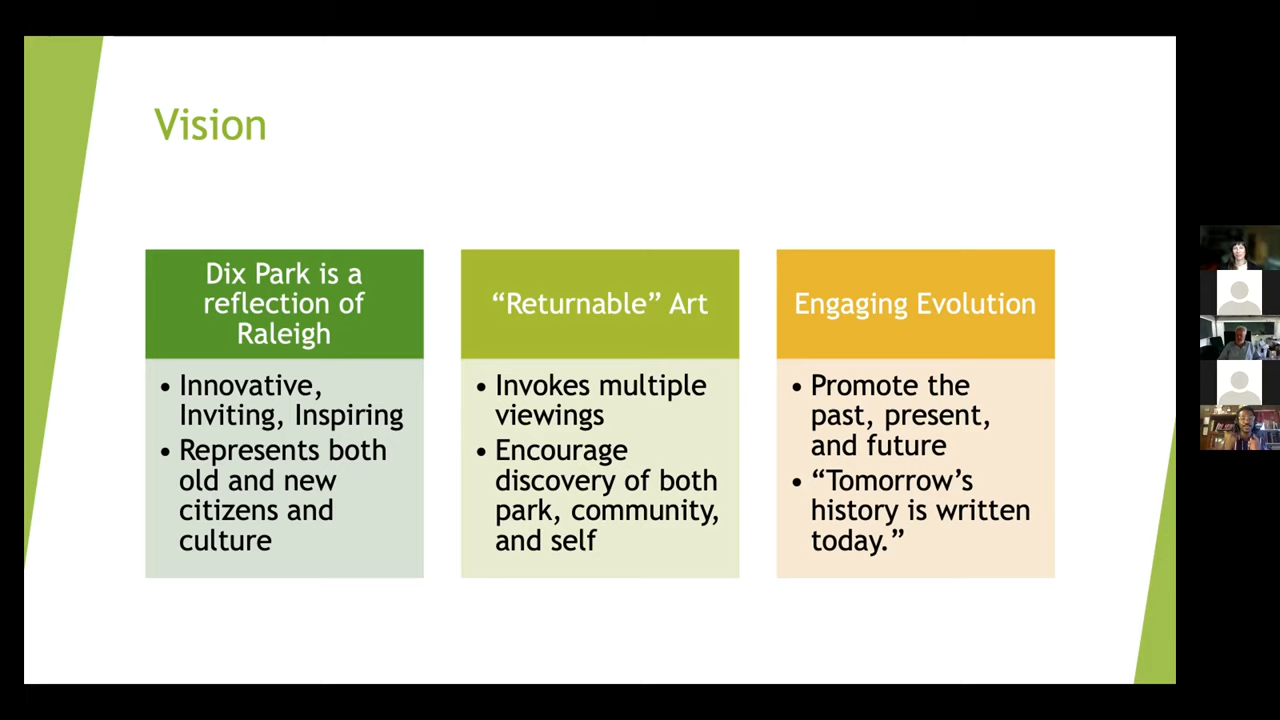 Vision
Dix Park is a
reflection of
Raleigh
• Innovative,
Inviting, Inspiring
• Represents both
old and new
citizens and
culture
“Returnable” Art
• Invokes multiple
viewings
• Encourage
discovery of both
park, community,
and self
Engaging Evolution
• Promote the
past, present,
and future
• “Tomorrow’s
history is written
today.”